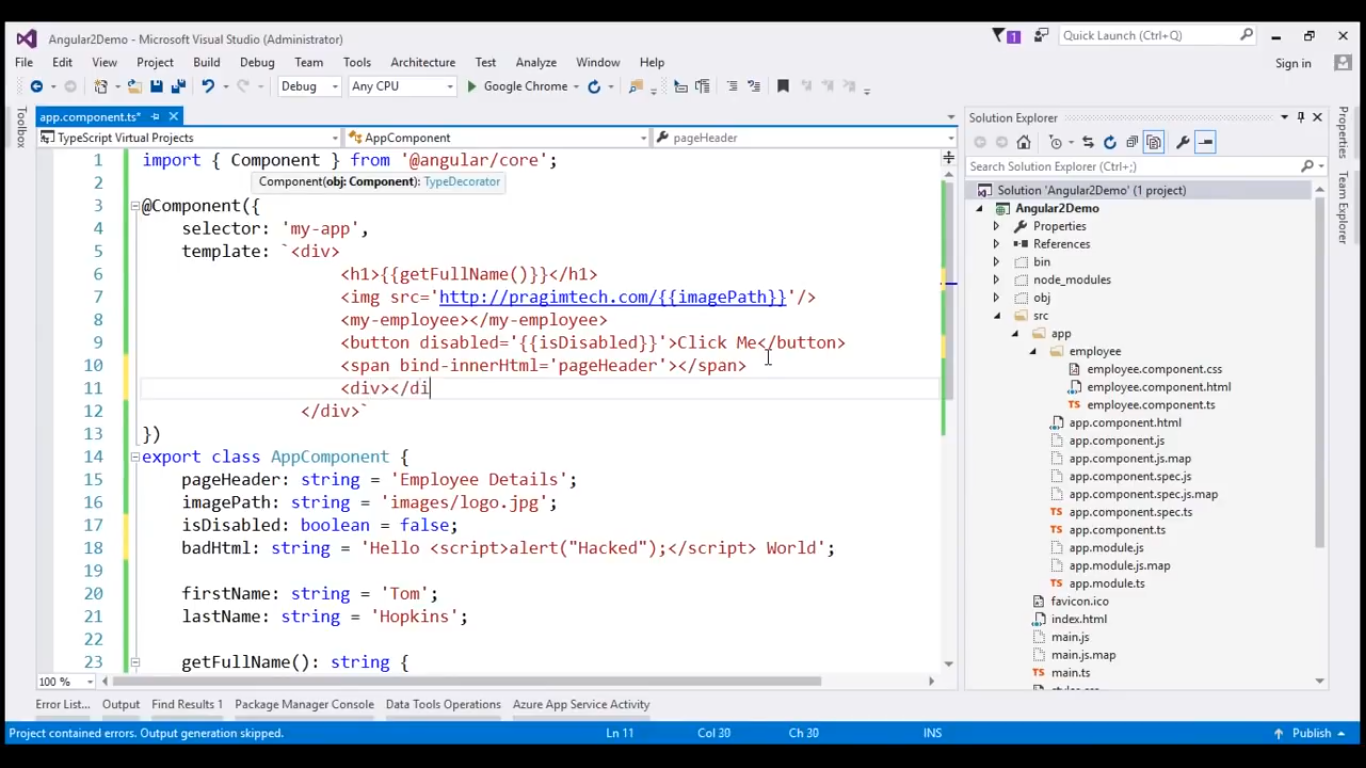 Angular2Demo - Microsoft Visual Studio (Administrator)
1
Quick Launch (Ctrl+Q)
File Edit View Project Build Debug Team Tools Architecture Test Analyze Window Help
Sign in
Debug Any CPU Google Chrome
Toolbox
app.component.ts*
TypeScript Virtual Projects AppComponent pageHeader
1 import { Component } from '@angular/core';
2 Component(obj: Component): TypeDecorator
3 @Component({
4 selector: 'my-app',
5 template: `<div>
6 <h1>{{getFullName()}}</h1>
7 <img src='http://pragimtech.com/{{imagePath}}'/>
8 <my-employee></my-employee>
9 <button disabled='{{isDisabled}}'>Click Me</button>
10 <span bind-innerHtml='pageHeader'></span>
11 <div></di
12 </div>`
13 })
14 export class AppComponent {
15 pageHeader: string = 'Employee Details';
16 imagePath: string = 'images/logo.jpg';
17 isDisabled: boolean = false;
18 badHtml: string = 'Hello <script>alert("Hacked");</script> World';
19
20 firstName: string = 'Tom';
21 lastName: string = 'Hopkins';
22
23 getFullName(): string {
100 %
Solution Explorer
Search Solution Explorer (Ctrl+;)
Solution 'Angular2Demo' (1 project)
Angular2Demo
Properties
References
bin
node_modules
obj
src
app
employee
employee.component.css
employee.component.html
employee.component.ts
app.component.html
app.component.js
app.component.js.map
app.component.spec.js
app.component.spec.js.map
app.component.spec.ts
app.component.ts
app.module.js
app.module.js.map
app.module.ts
favicon.ico
index.html
main.js
main.js.map
main.ts
Properties
Team Explorer
Error List... Output Find Results 1 Package Manager Console Data Tools Operations Azure App Service Activity
Project contained errors. Output generation skipped. Ln 11 Col 30 Ch 30 INS Publish